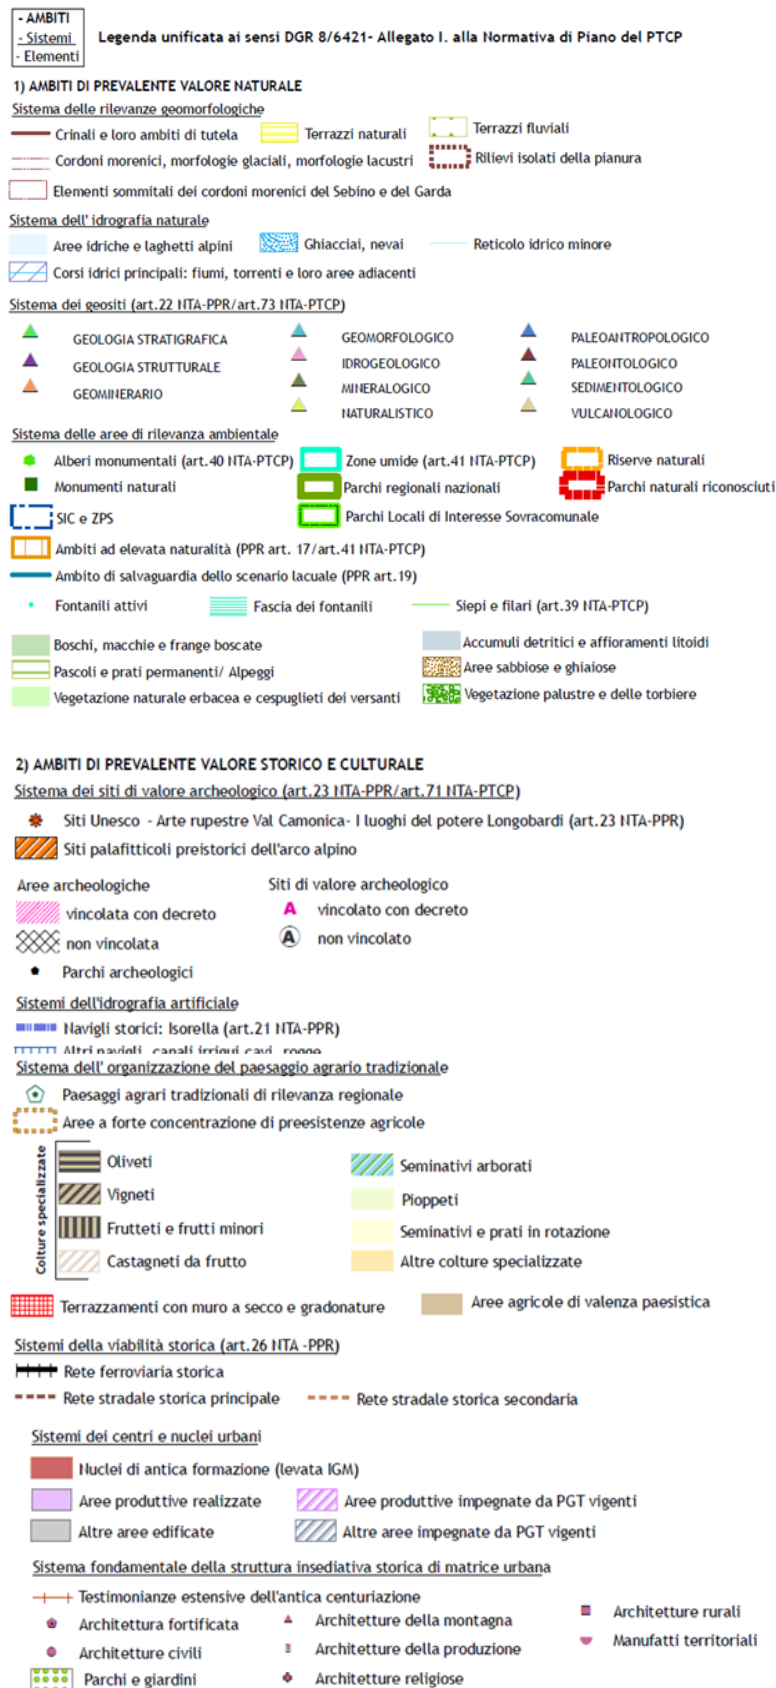 - AMBITI
- Sistemi
- Elementi
Legenda unificata ai sensi DGR 8/6421- Allegato I. alla Normativa di Piano del PTCP
1) AMBITI DI PREVALENTE VALORE NATURALE
Sistema delle rilevanze geomorfologiche
Crinali e loro ambiti di tutela Terrazzi naturali Terrazzi fluviali
Cordoni morenici, morfologie glaciali, morfologie lacustri Rilievi isolati della pianura
Elementi sommitali dei cordoni morenici del Sebino e del Garda
Sistema dell' idrografia naturale
Aree idriche e laghetti alpini Ghiacciai, nevai Reticolo idrico minore
Corsi idrici principali: fiumi, torrenti e loro aree adiacenti
Sistema dei geositi (art.22 NTA-PPR/art.73 NTA-PTCP)
GEOLOGIA STRATIGRAFICA GEOMORFOLOGICO PALEOANTROPOLOGICO
GEOLOGIA STRUTTURALE IDROGEOLOGICO PALEONTOLOGICO
GEOMINERARIO MINERALOGICO SEDIMENTOLOGICO
NATURALISTICO VULCANOLOGICO
Sistema delle aree di rilevanza ambientale
Alberi monumentali (art.40 NTA-PTCP) Zone umide (art.41 NTA-PTCP) Riserve naturali
Monumenti naturali Parchi regionali nazionali Parchi naturali riconosciuti
SIC e ZPS Parchi Locali di Interesse Sovracomunale
Ambiti ad elevata naturalità (PPR art. 17/art.41 NTA-PTCP)
Ambito di salvaguardia dello scenario lacuale (PPR art.19)
Fontanili attivi Fascia dei fontanili Siepi e filari (art.39 NTA-PTCP)
Boschi, macchie e frange boscate Accumuli detritici e affioramenti litoidi
Pascoli e prati permanenti/ Alpeggi Aree sabbiose e ghiaiose
Vegetazione naturale erbacea e cespuglieti dei versanti Vegetazione palustre e delle torbiere
2) AMBITI DI PREVALENTE VALORE STORICO E CULTURALE
Sistema dei siti di valore archeologico (art.23 NTA-PPR/art.71 NTA-PTCP)
Siti Unesco - Arte rupestre Val Camonica- I luoghi del potere Longobardi (art.23 NTA-PPR)
Siti palafitticoli preistorici dell'arco alpino
Aree archeologiche Siti di valore archeologico
vincolata con decreto A vincolato con decreto
non vincolata A non vincolato
Parchi archeologici
Sistemi dell'idrografia artificiale
Navigli storici: Isorella (art.21 NTA-PPR)
Altri navigli, canali irrigui cavi, rogge
Sistema dell' organizzazione del paesaggio agrario tradizionale
Paesaggi agrari tradizionali di rilevanza regionale
Aree a forte concentrazione di preesistenze agricole
Colture specializzate
Oliveti Seminativi arborati
Vigneti Pioppeti
Frutteti e frutti minori Seminativi e prati in rotazione
Castagneti da frutto Altre colture specializzate
Terrazzamenti con muro a secco e gradonature Aree agricole di valenza paesistica
Sistemi della viabilità storica (art.26 NTA -PPR)
Rete ferroviaria storica
Rete stradale storica principale Rete stradale storica secondaria
Sistemi dei centri e nuclei urbani
Nuclei di antica formazione (levata IGM)
Aree produttive realizzate Aree produttive impegnate da PGT vigenti
Altre aree edificate Altre aree impegnate da PGT vigenti
Sistema fondamentale della struttura insediativa storica di matrice urbana
Testimonianze estensive dell'antica centuriazione
Architettura fortificata Architetture della montagna Architetture rurali
Architetture civili Architetture della produzione Manufatti territoriali
Parchi e giardini Architetture religiose